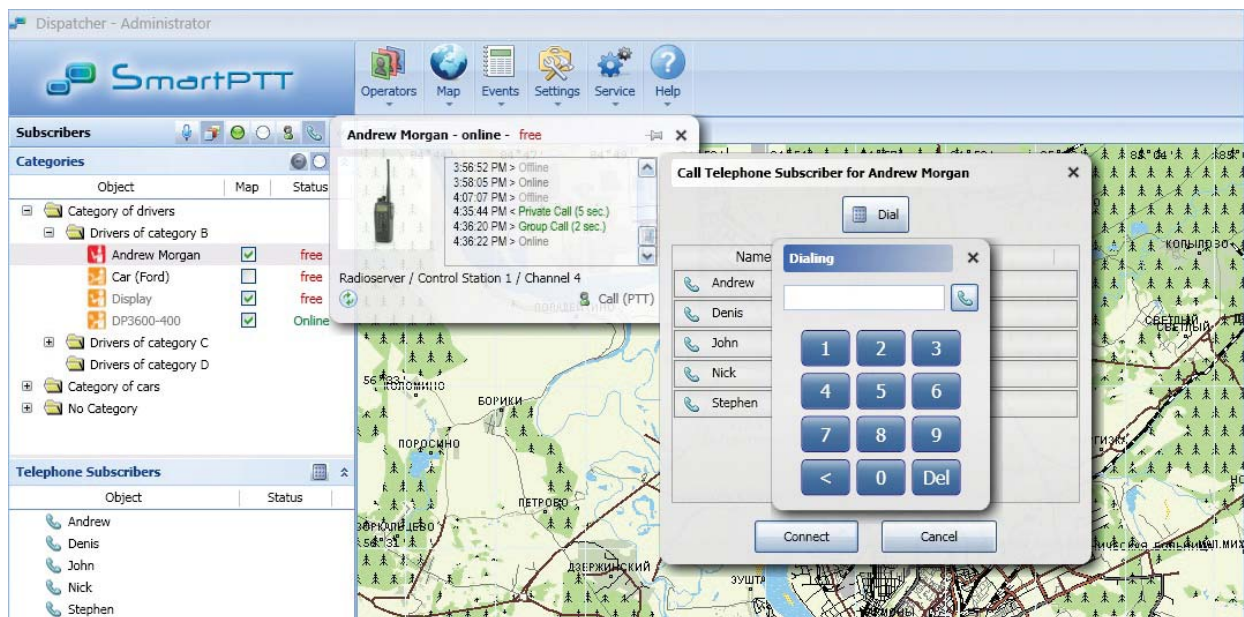 Dispatcher - Administrator
SmartPTT
Operators
Map
Events
Settings
Service
Help
Subscribers
Categories
Object Map Status
Category of drivers
Drivers of category B
Andrew Morgan free
Car (Ford) free
Display free
DP3600-400 Online
Drivers of category C
Drivers of category D
Category of cars
No Category
Telephone Subscribers
Object Status
Andrew
Denis
John
Nick
Stephen
Andrew Morgan - online - free
3:56:52 PM > Offline
3:58:05 PM > Online
4:07:07 PM > Offline
4:35:44 PM < Private Call (5 sec.)
4:36:20 PM > Group Call (2 sec.)
4:36:22 PM > Online
Radioserver / Control Station 1 / Channel 4
Call (PTT)
Call Telephone Subscriber for Andrew Morgan
Dial
Name
Andrew
Denis
John
Nick
Stephen
Dialing
1 2 3
4 5 6
7 8 9
< 0 Del
Connect Cancel
КОЛОМИНО
БОРИКИ
ПОРОСИНО
ПЕТРОВО
56° 31'
ДЗЕРЖИНСКИЙ
КОПЫЛОВО
СВЕТЛЫЙ